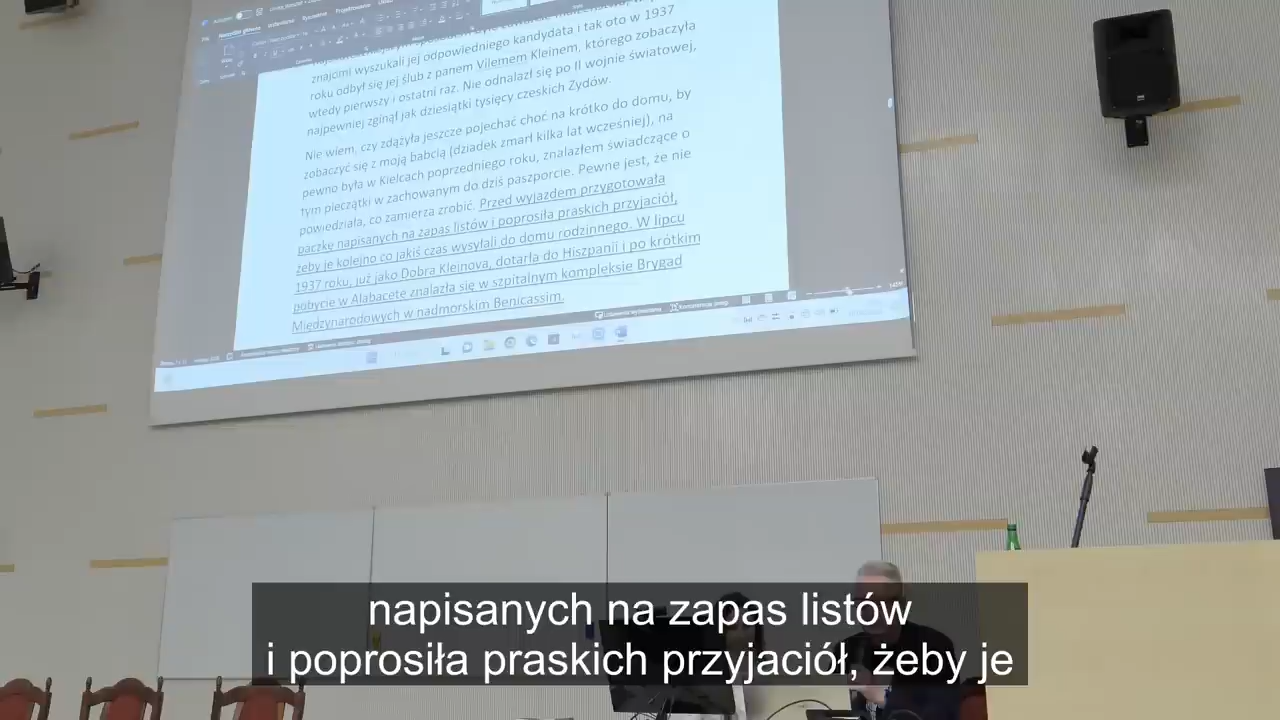 znajomi wyszukali jej odpowiedniego kandydata i tak oto w 1937
roku odbył się jej ślub z panem Vilemem Kleinem, którego zobaczyła
wtedy pierwszy i ostatni raz. Nie odnalazł się po II wojnie światowej,
najpewniej zginął jak dziesiątki tysięcy czeskich Żydów.
Nie wiem, czy zdążyła jeszcze pojechać choć na krótko do domu, by
zobaczyć się z moją babcią (dziadek zmarł kilka lat wcześniej), na
pewno była w Kielcach poprzedniego roku, znalazłem świadczące o
tym pieczątki w zachowanym do dziś paszporcie. Pewne jest, że nie
powiedziała, co zamierza zrobić. Przed wyjazdem przygotowała
paczkę napisanych na zapas listów i poprosiła praskich przyjaciół,
żeby je kolejno co jakiś czas wysyłali do domu rodzinnego. W lipcu
1937 roku, już jako Dobra Kleinova, dotarła do Hiszpanii i po krótkim
pobycie w Alabacete znalazła się w szpitalnym kompleksie Brygad
Międzynarodowych w nadmorskim Benicassim.
napisanych na zapas listów
i poprosiła praskich przyjaciół, żeby je